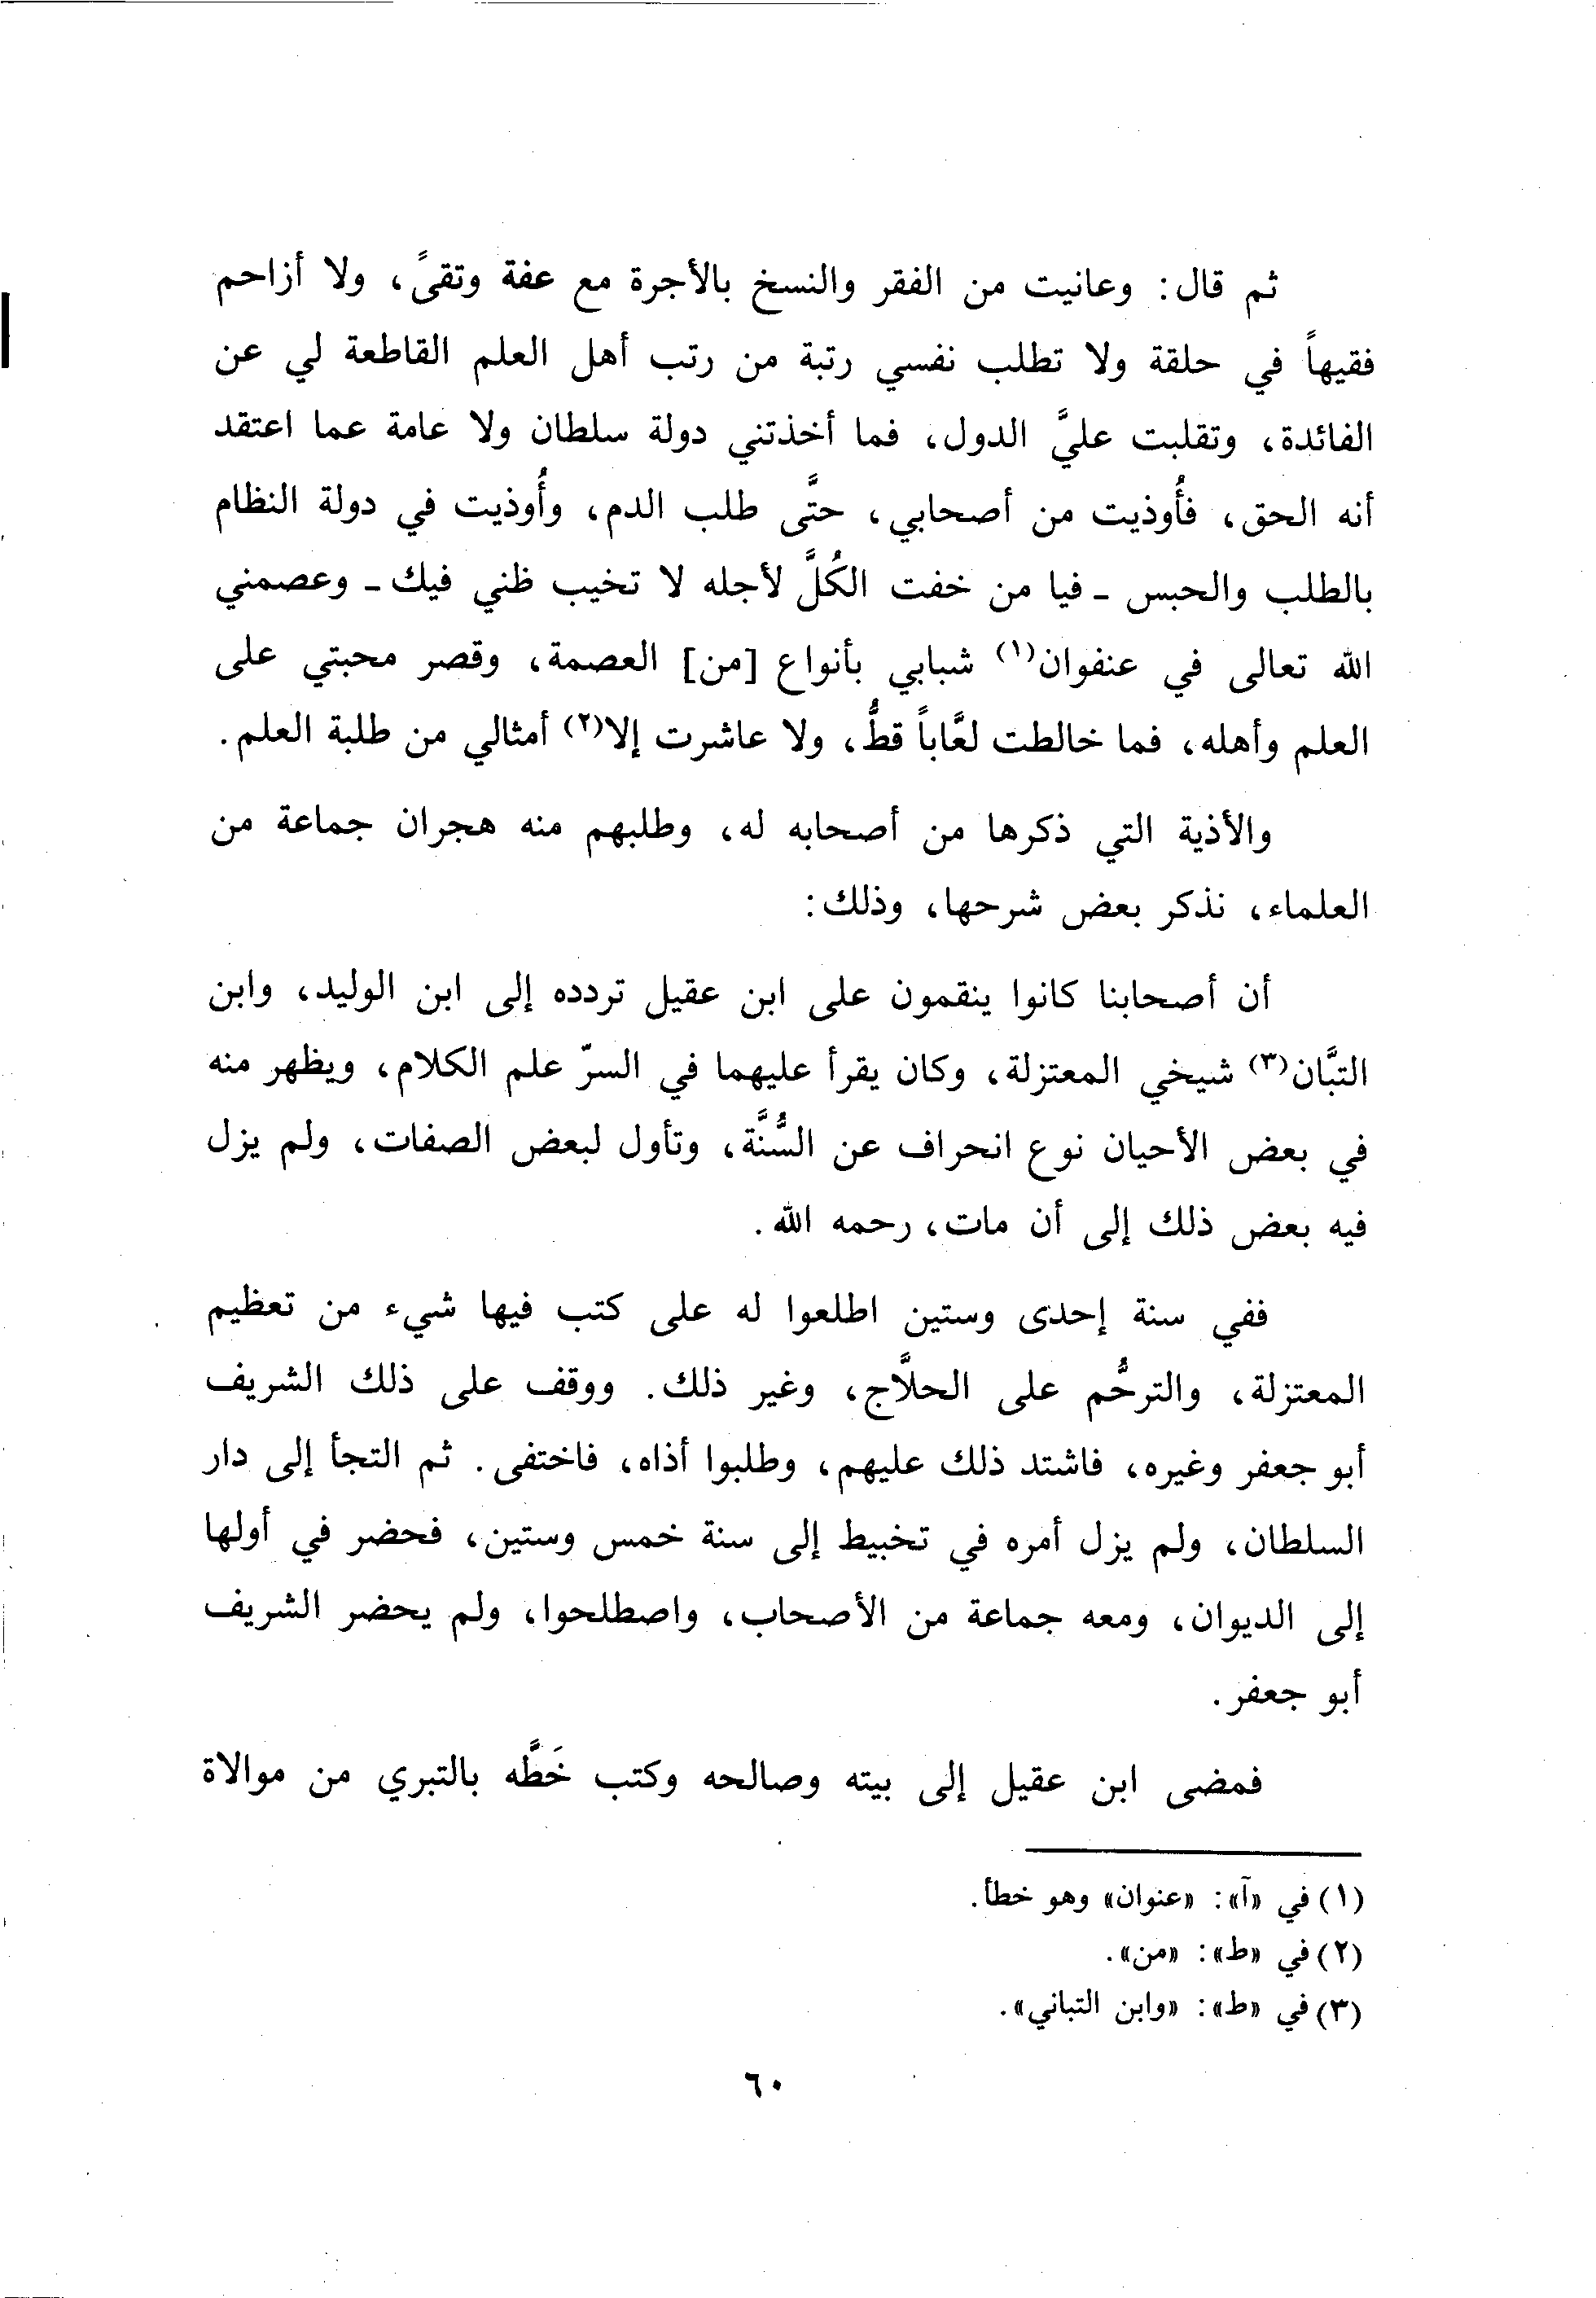 ثم قال: وعانيت من الفقر والنسخ بالأجرة مع عفة وتقىً، ولا أزاحم
فقيهاً في حلقة ولا تطلب نفسي رتبة من رتب أهل العلم القاطعة لي عن
الفائدة، وتقلبت عليَّ الدول، فما أخذتني دولة سلطان ولا عامة عما اعتقد
أنه الحق، فأُوذيت من أصحابي، حتَّى طلب الدم، وأُوذيت في دولة النظام
بالطلب والحبس ـ فيا من خفت الكُلَّ لأجله لا تخيب ظني فيك ـ وعصمني
الله تعالى في عنفوان(١) شبابي بأنواع [من] العصمة، وقصر محبتي على
العلم وأهله، فما خالطت لعَّاباً قطُّ، ولا عاشرت إلا(٢) أمثالي من طلبة العلم.
والأذية التي ذكرها من أصحابه له، وطلبهم منه هجران جماعة من
العلماء، نذكر بعض شرحها، وذلك:
أن أصحابنا كانوا ينقمون على ابن عقيل تردده إلى ابن الوليد، وابن
التبَّان(٣) شيخي المعتزلة، وكان يقرأ عليهما في السرّ علم الكلام، ويظهر منه
في بعض الأحيان نوع انحراف عن السُّنَّة، وتأول لبعض الصفات، ولم يزل
فيه بعض ذلك إلى أن مات، رحمه الله.
ففي سنة إحدى وستين اطلعوا له على كتب فيها شيء من تعظيم
المعتزلة، والترحُّم على الحلَّاج، وغير ذلك. ووقف على ذلك الشريف
أبو جعفر وغيره، فاشتد ذلك عليهم، وطلبوا أذاه، فاختفى. ثم التجأ إلى دار
السلطان، ولم يزل أمره في تخبيط إلى سنة خمس وستين، فحضر في أولها
إلى الديوان، ومعه جماعة من الأصحاب، واصطلحوا، ولم يحضر الشريف
أبو جعفر.
فمضى ابن عقيل إلى بيته وصالحه وكتب خَطَّه بالتبري من موالاة
(١) في «آ»: «عنوان» وهو خطأ.
(٢) في «ط»: «من».
(٣) في «ط»: «وابن التباني».
٦٠